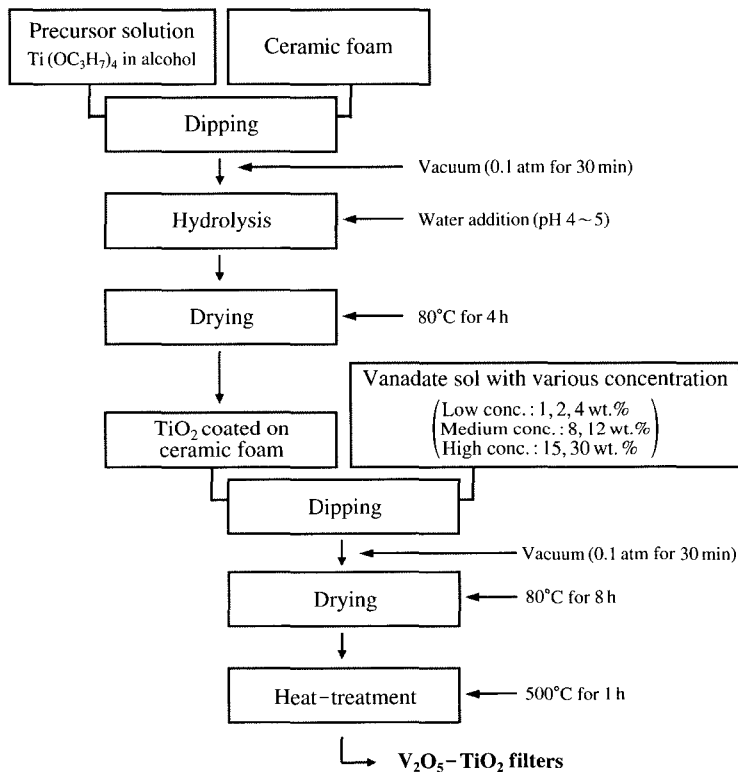 Precursor solution
Ti(OC₃H₇)₄ in alcohol
Ceramic foam
Dipping
Vacuum (0.1 atm for 30 min)
Hydrolysis
Water addition (pH 4~5)
Drying
80°C for 4 h
Vanadate sol with various concentration
Low conc. : 1, 2, 4 wt.%
Medium conc. : 8, 12 wt.%
High conc. : 15, 30 wt. %
TiO₂ coated on
ceramic foam
Dipping
Vacuum (0.1 atm for 30 min)
Drying
80°C for 8 h
Heat-treatment
500°C for 1 h
V₂O₅-TiO₂ filters